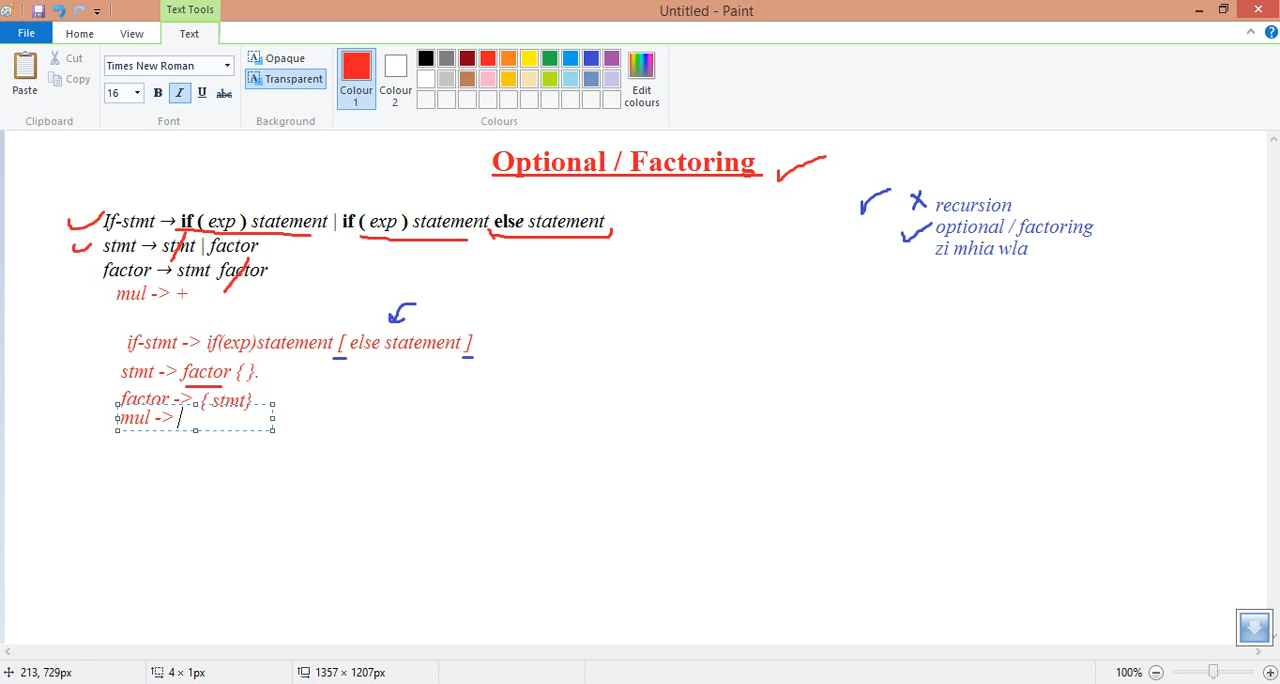 Text Tools
Untitled - Paint
File Home View Text
Paste
Cut
Copy
Clipboard
Times New Roman
16 B I U abc
Font
Opaque
Transparent
Background
Colour 1
Colour 2
Edit colours
Colours
Optional / Factoring
If-stmt → if ( exp ) statement | if ( exp ) statement else statement
stmt → stmt | factor
factor → stmt factor
mul -> +
recursion
optional / factoring
zi mhia wla
if-stmt -> if(exp)statement [ else statement ]
stmt -> factor { }.
factor -> { stmt}
mul ->
213, 729px
4 × 1px
1357 × 1207px
100%